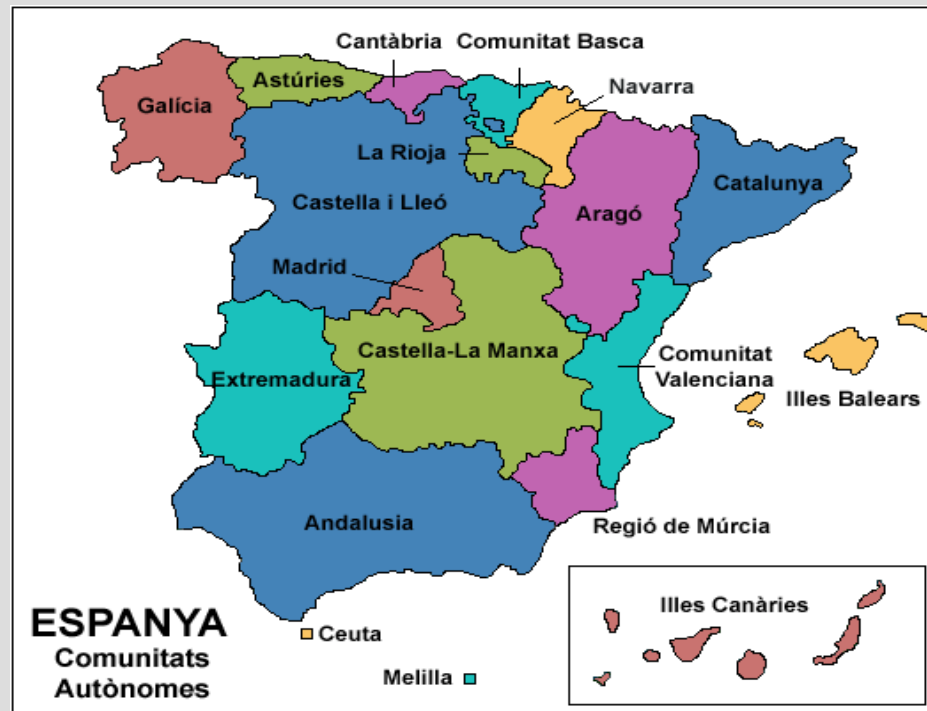 Cantàbria
Comunitat Basca
Astúries
Navarra
Galícia
La Rioja
Catalunya
Castella i Lleó
Aragó
Madrid
Castella-La Manxa
Comunitat
Valenciana
Extremadura
Illes Balears
Andalusia
Regió de Múrcia
Illes Canàries
ESPANYA
Comunitats
Autònomes
Ceuta
Melilla